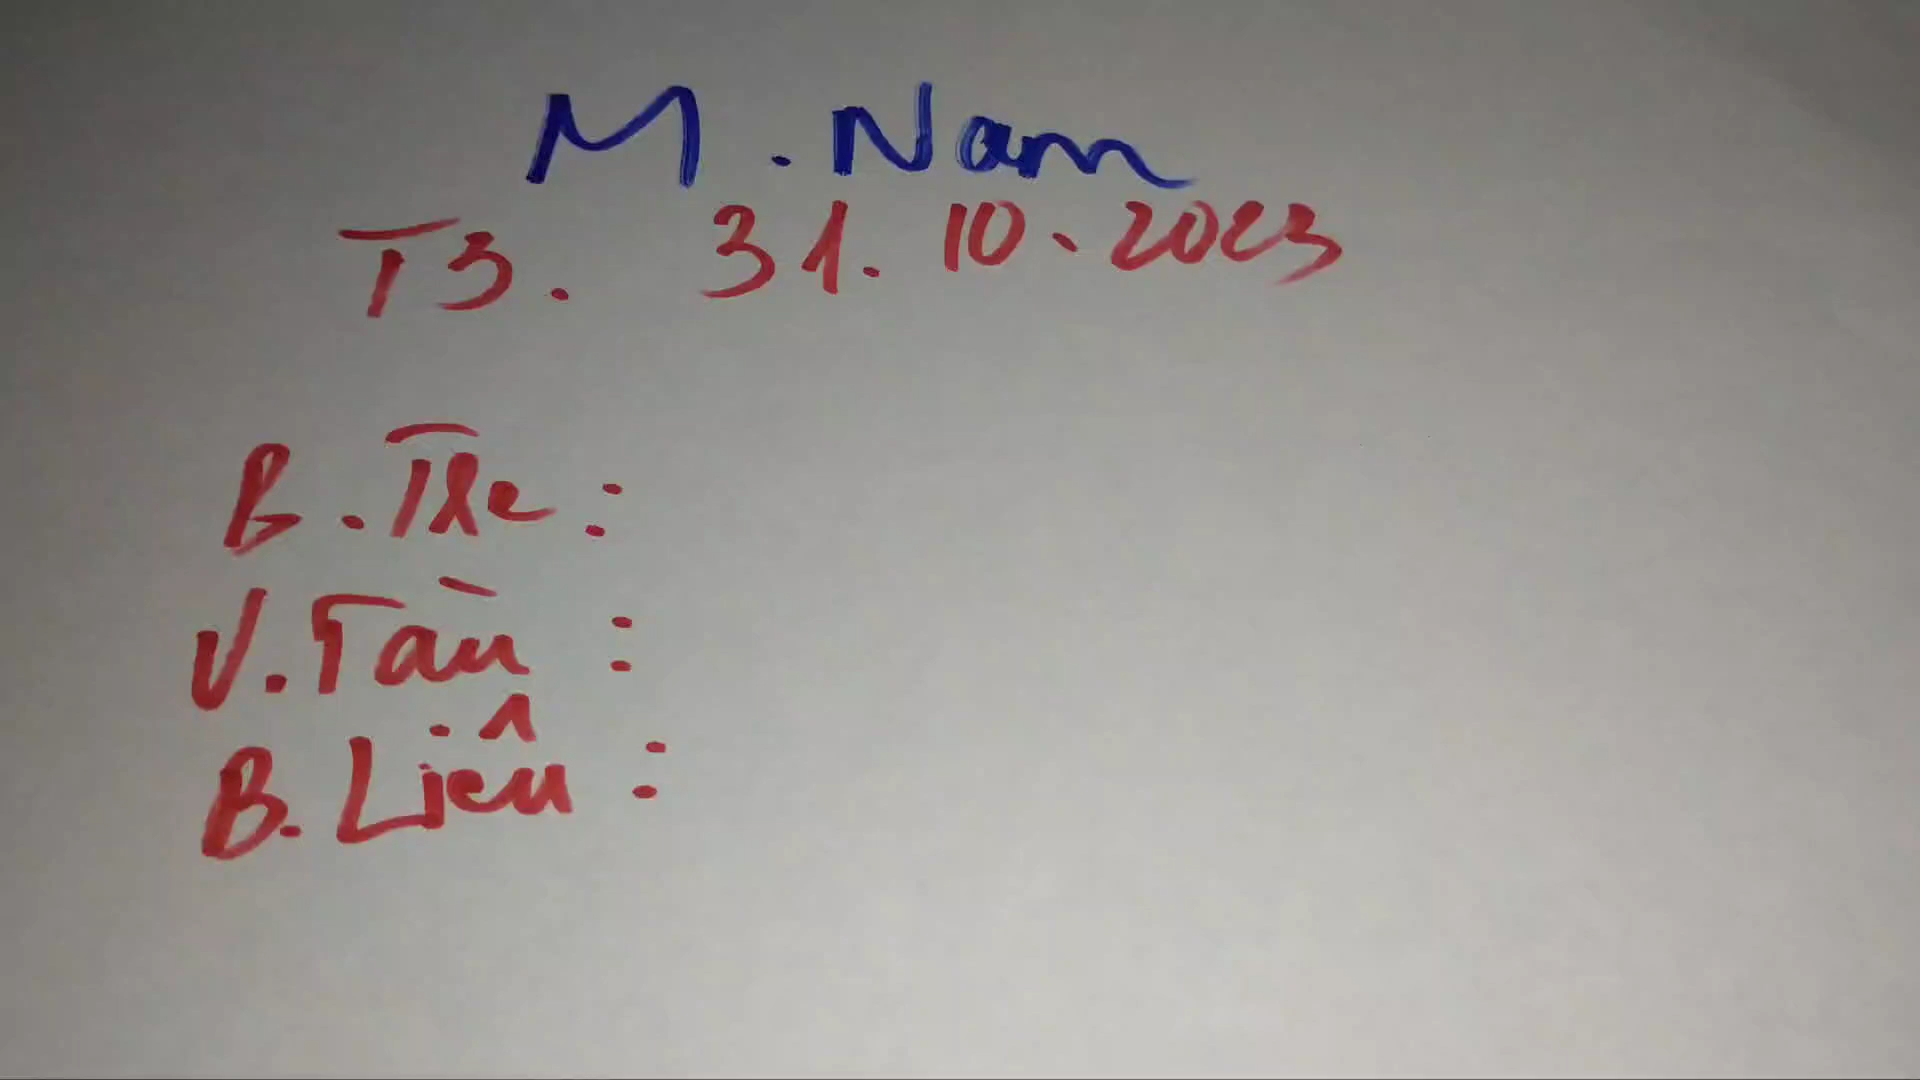 M. Nam
T3. 31.10.2023
B. Tre:
V. Tàu:
B. Liêu: